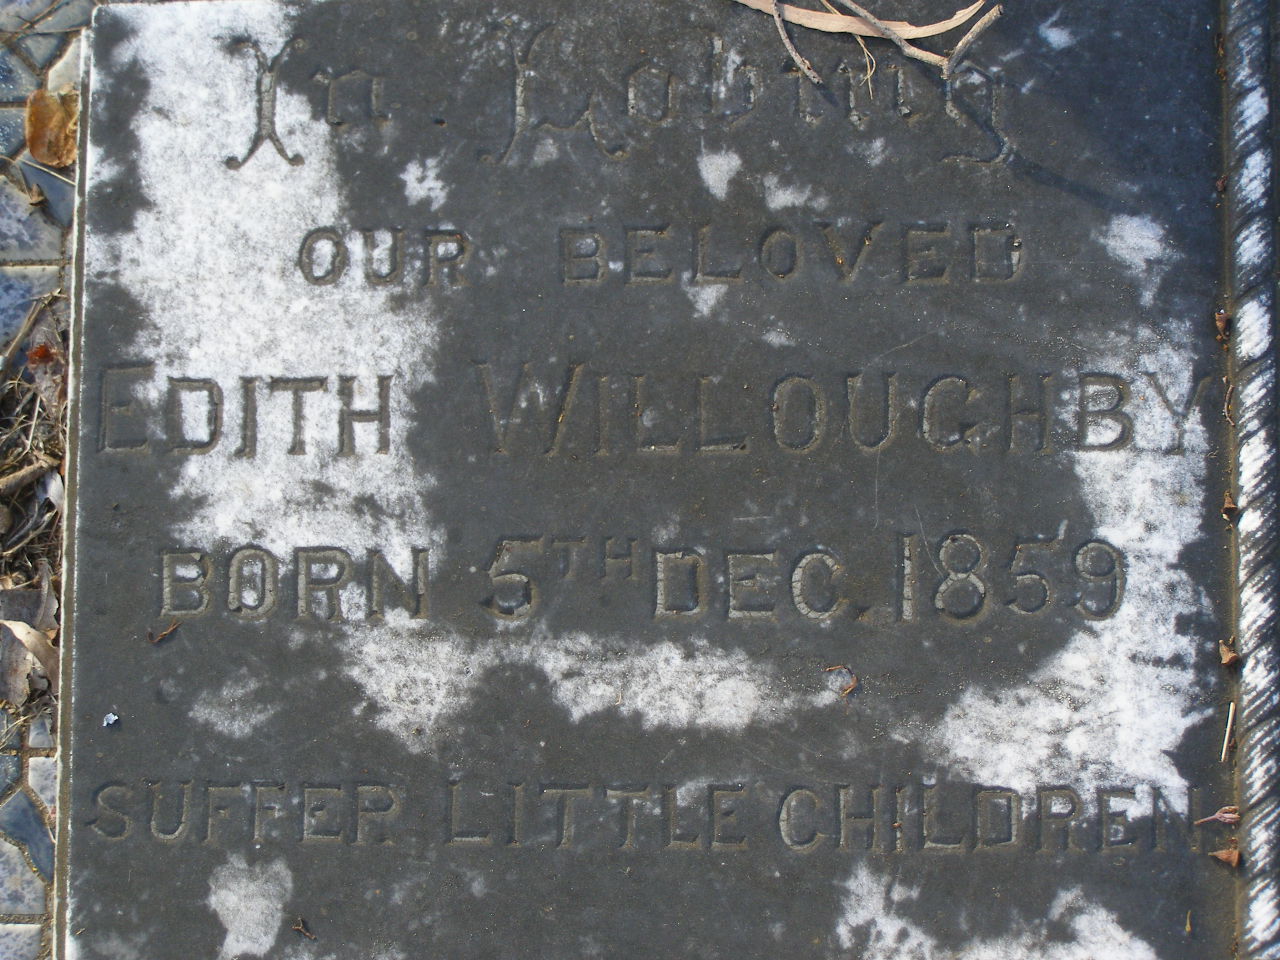 In Loving
OUR BELOVED
EDITH WILLOUGHBY
BORN 5TH DEC. 1859
SUFFER LITTLE CHILDREN